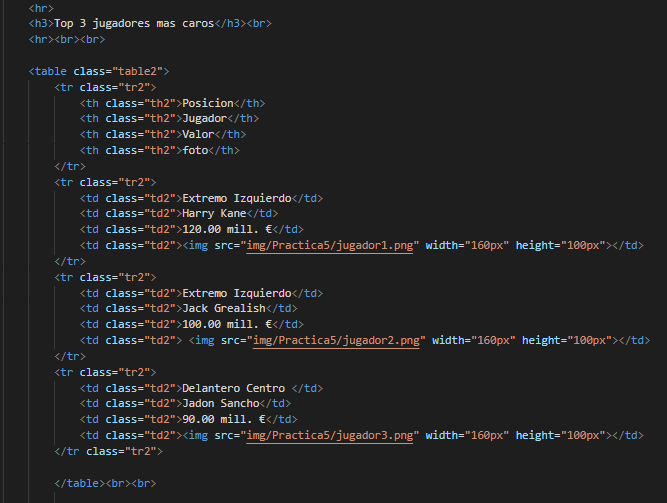 <hr>
<h3>Top 3 jugadores mas caros</h3><br>
<hr><br><br>
<table class="table2">
<tr class="tr2">
<th class="th2">Posicion</th>
<th class="th2">Jugador</th>
<th class="th2">Valor</th>
<th class="th2">foto</th>
</tr>
<tr class="tr2">
<td class="td2">Extremo Izquierdo</td>
<td class="td2">Harry Kane</td>
<td class="td2">120.00 mill. €</td>
<td class="td2"><img src="img/Practica5/jugador1.png" width="160px" height="100px"></td>
</tr>
<tr class="tr2">
<td class="td2">Extremo Izquierdo</td>
<td class="td2">Jack Grealish</td>
<td class="td2">100.00 mill. €</td>
<td class="td2"> <img src="img/Practica5/jugador2.png" width="160px" height="100px"></td>
</tr>
<tr class="tr2">
<td class="td2">Delantero Centro </td>
<td class="td2">Jadon Sancho</td>
<td class="td2">90.00 mill. €</td>
<td class="td2"><img src="img/Practica5/jugador3.png" width="160px" height="100px"></td>
</tr class="tr2">
</table><br><br>